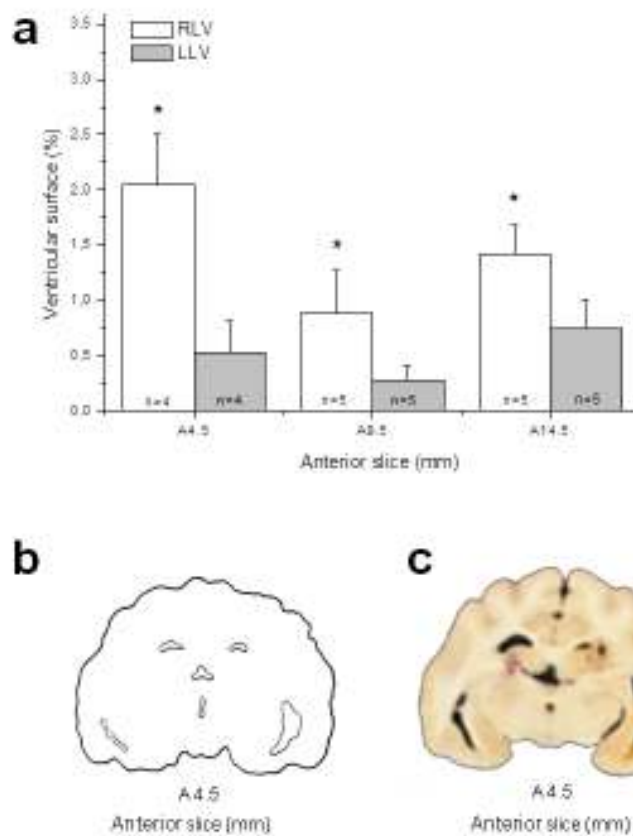 a
RLV
LLV
3.5
3.0
2.5
2.0
1.5
1.0
0.5
0.0
Ventricular surface (%)
*
*
*
n=4
n=4
n=5
n=5
n=5
n=5
A4.5
A9.5
A14.5
Anterior slice (mm)
b
c
A4.5
A4.5
Anterior slice (mm)
Anterior slice (mm)